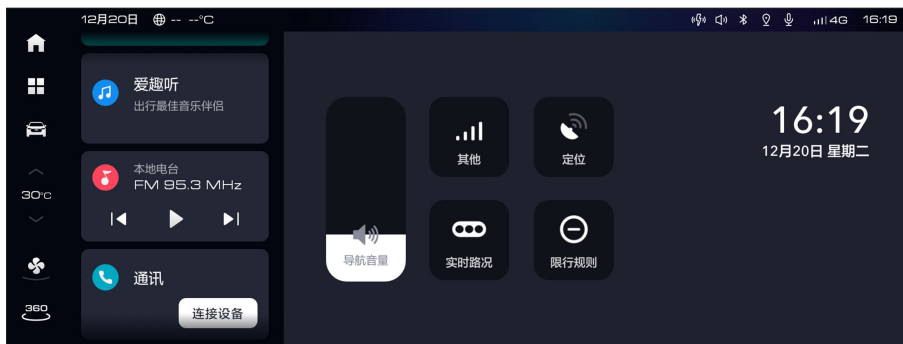 12月20日 -- --°C
4G 16:19
30°C
360
爱趣听
出行最佳音乐伴侣
本地电台
FM 95.3 MHz
通讯
连接设备
导航音量
其他
定位
实时路况
限行规则
16:19
12月20日 星期二